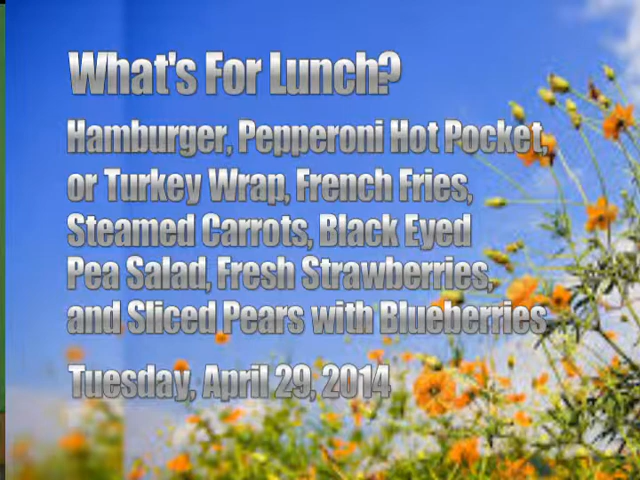 What's For Lunch?
Hamburger, Pepperoni Hot Pocket,
or Turkey Wrap, French Fries,
Steamed Carrots, Black Eyed
Pea Salad, Fresh Strawberries,
and Sliced Pears with Blueberries
Tuesday, April 29, 2014